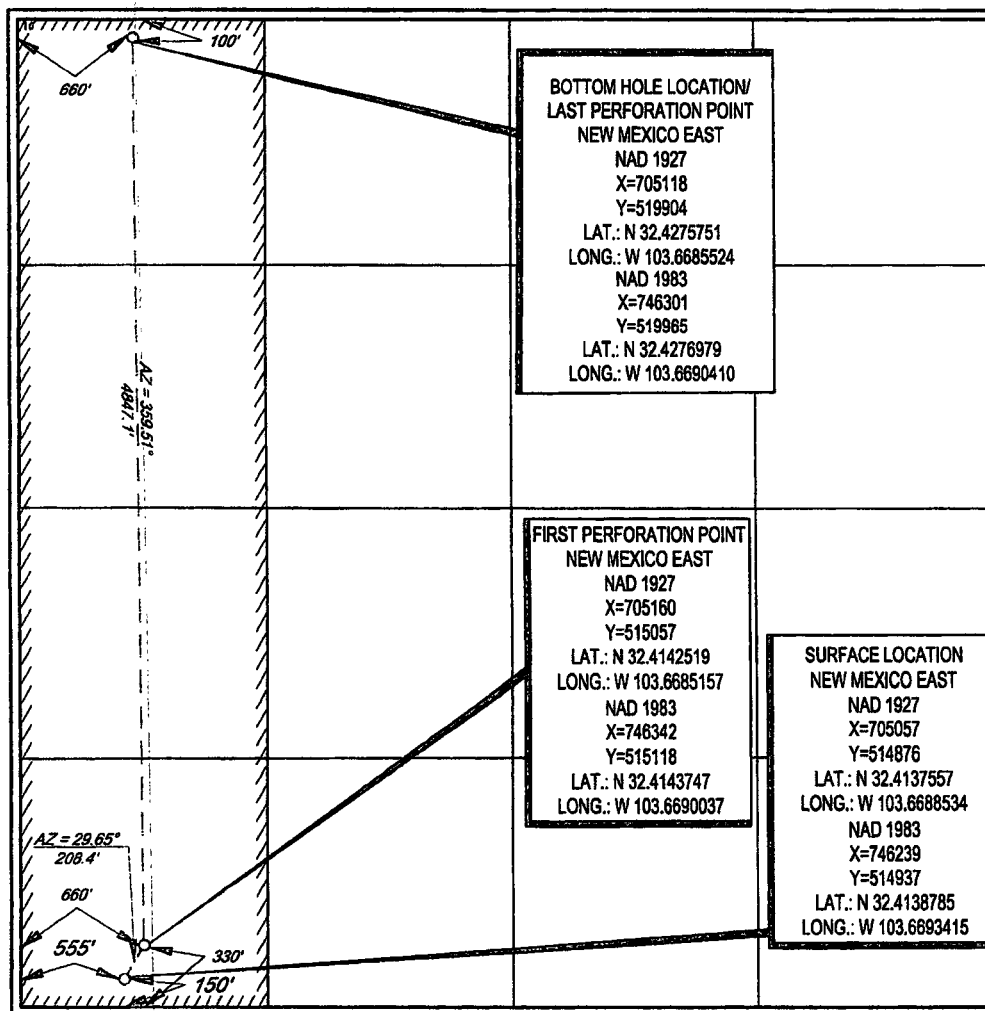 100'
660'
BOTTOM HOLE LOCATION/
LAST PERFORATION POINT
NEW MEXICO EAST
NAD 1927
X=705118
Y=519904
LAT.: N 32.4275751
LONG.: W 103.6685524
NAD 1983
X=746301
Y=519965
LAT.: N 32.4276979
LONG.: W 103.6690410
AZ = 359.51°
4847.1'
FIRST PERFORATION POINT
NEW MEXICO EAST
NAD 1927
X=705160
Y=515057
LAT.: N 32.4142519
LONG.: W 103.6685157
NAD 1983
X=746342
Y=515118
LAT.: N 32.4143747
LONG.: W 103.6690037
SURFACE LOCATION
NEW MEXICO EAST
NAD 1927
X=705057
Y=514876
LAT.: N 32.4137557
LONG.: W 103.6688534
NAD 1983
X=746239
Y=514937
LAT.: N 32.4138785
LONG.: W 103.6693415
AZ = 29.65°
208.4'
660'
330'
555'
150'